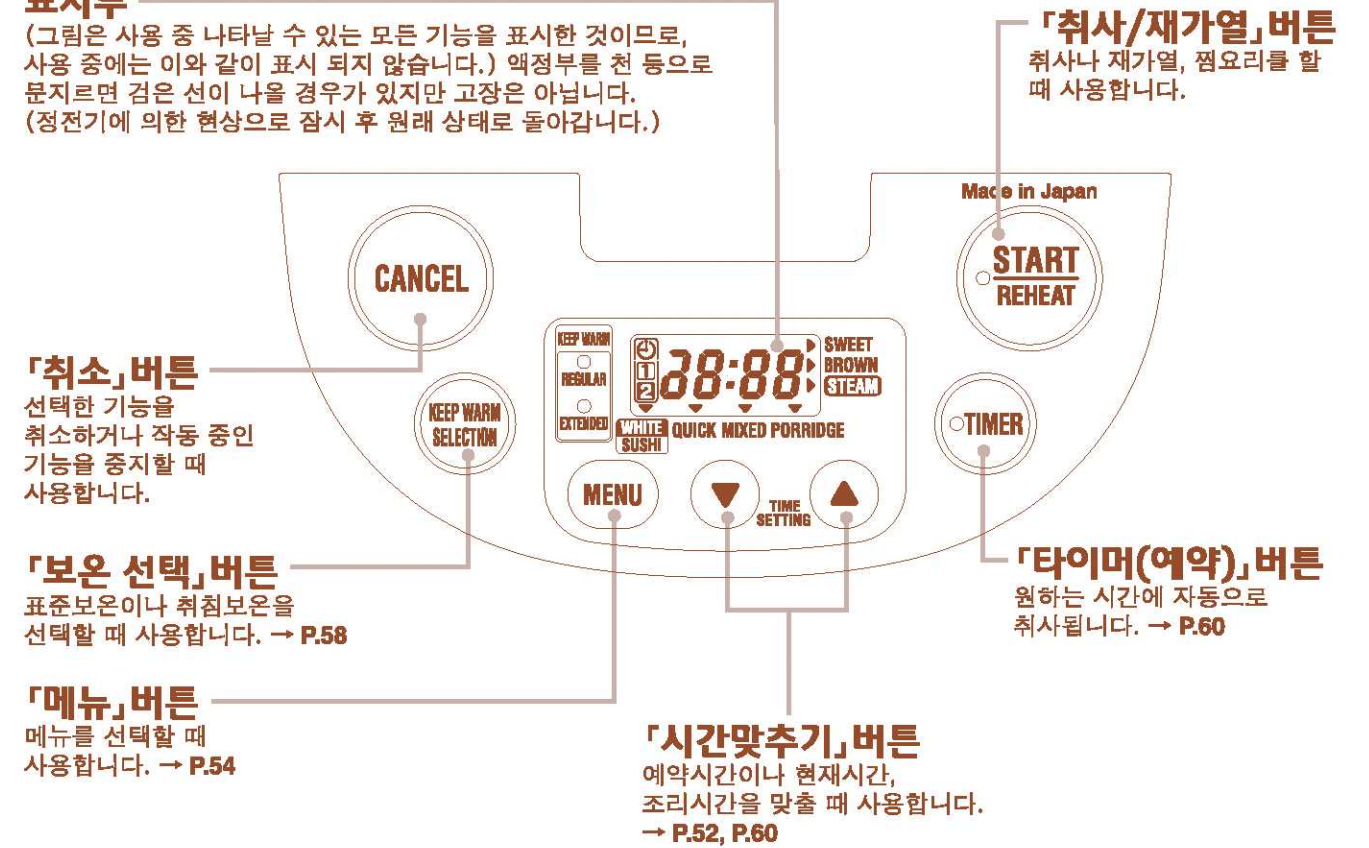 표시부
(그림은 사용 중 나타날 수 있는 모든 기능을 표시한 것이므로,
사용 중에는 이와 같이 표시 되지 않습니다.) 액정부를 천 등으로
문지르면 검은 선이 나올 경우가 있지만 고장은 아닙니다.
(정전기에 의한 현상으로 잠시 후 원래 상태로 돌아갑니다.)
「취사/재가열」버튼
취사나 재가열, 찜요리를 할
때 사용합니다.
Made in Japan
CANCEL
START
REHEAT
KEEP WARM
REGULAR
EXTENDED
1
2
28:88
SWEET
BROWN
STEAM
WHITE QUICK MIXED PORRIDGE
SUSHI
KEEP WARM
SELECTION
TIMER
MENU
TIME
SETTING
「취소」버튼
선택한 기능을
취소하거나 작동 중인
기능을 중지할 때
사용합니다.
「보온 선택」버튼
표준보온이나 취침보온을
선택할 때 사용합니다. → P.58
「메뉴」버튼
메뉴를 선택할 때
사용합니다. → P.54
「타이머(예약)」버튼
원하는 시간에 자동으로
취사됩니다. → P.60
「시간맞추기」버튼
예약시간이나 현재시간,
조리시간을 맞출 때 사용합니다.
→ P.52, P.60